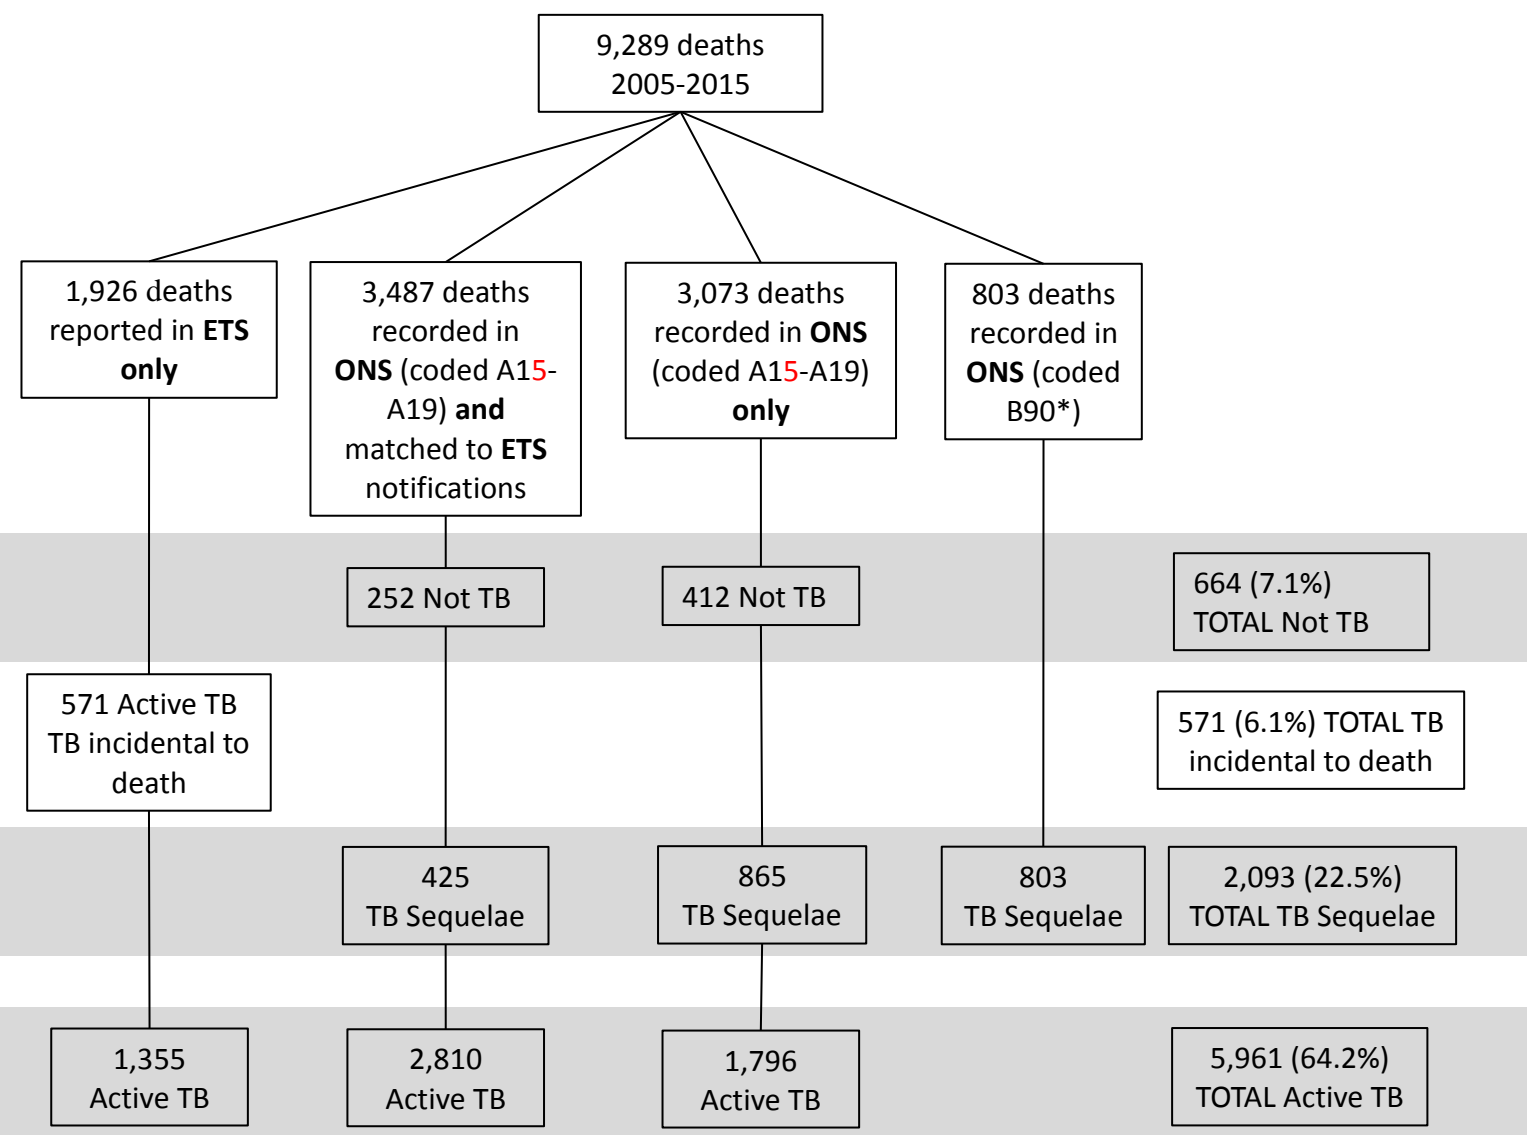 9,289 deaths
2005-2015
1,926 deaths
reported in ETS
only
3,487 deaths
recorded in
ONS (coded A15-
A19) and
matched to ETS
notifications
3,073 deaths
recorded in ONS
(coded A15-A19)
only
803 deaths
recorded in
ONS (coded
B90*)
252 Not TB
412 Not TB
664 (7.1%)
TOTAL Not TB
571 Active TB
TB incidental to
death
571 (6.1%) TOTAL TB
incidental to death
425
TB Sequelae
865
TB Sequelae
803
TB Sequelae
2,093 (22.5%)
TOTAL TB Sequelae
1,355
Active TB
2,810
Active TB
1,796
Active TB
5,961 (64.2%)
TOTAL Active TB